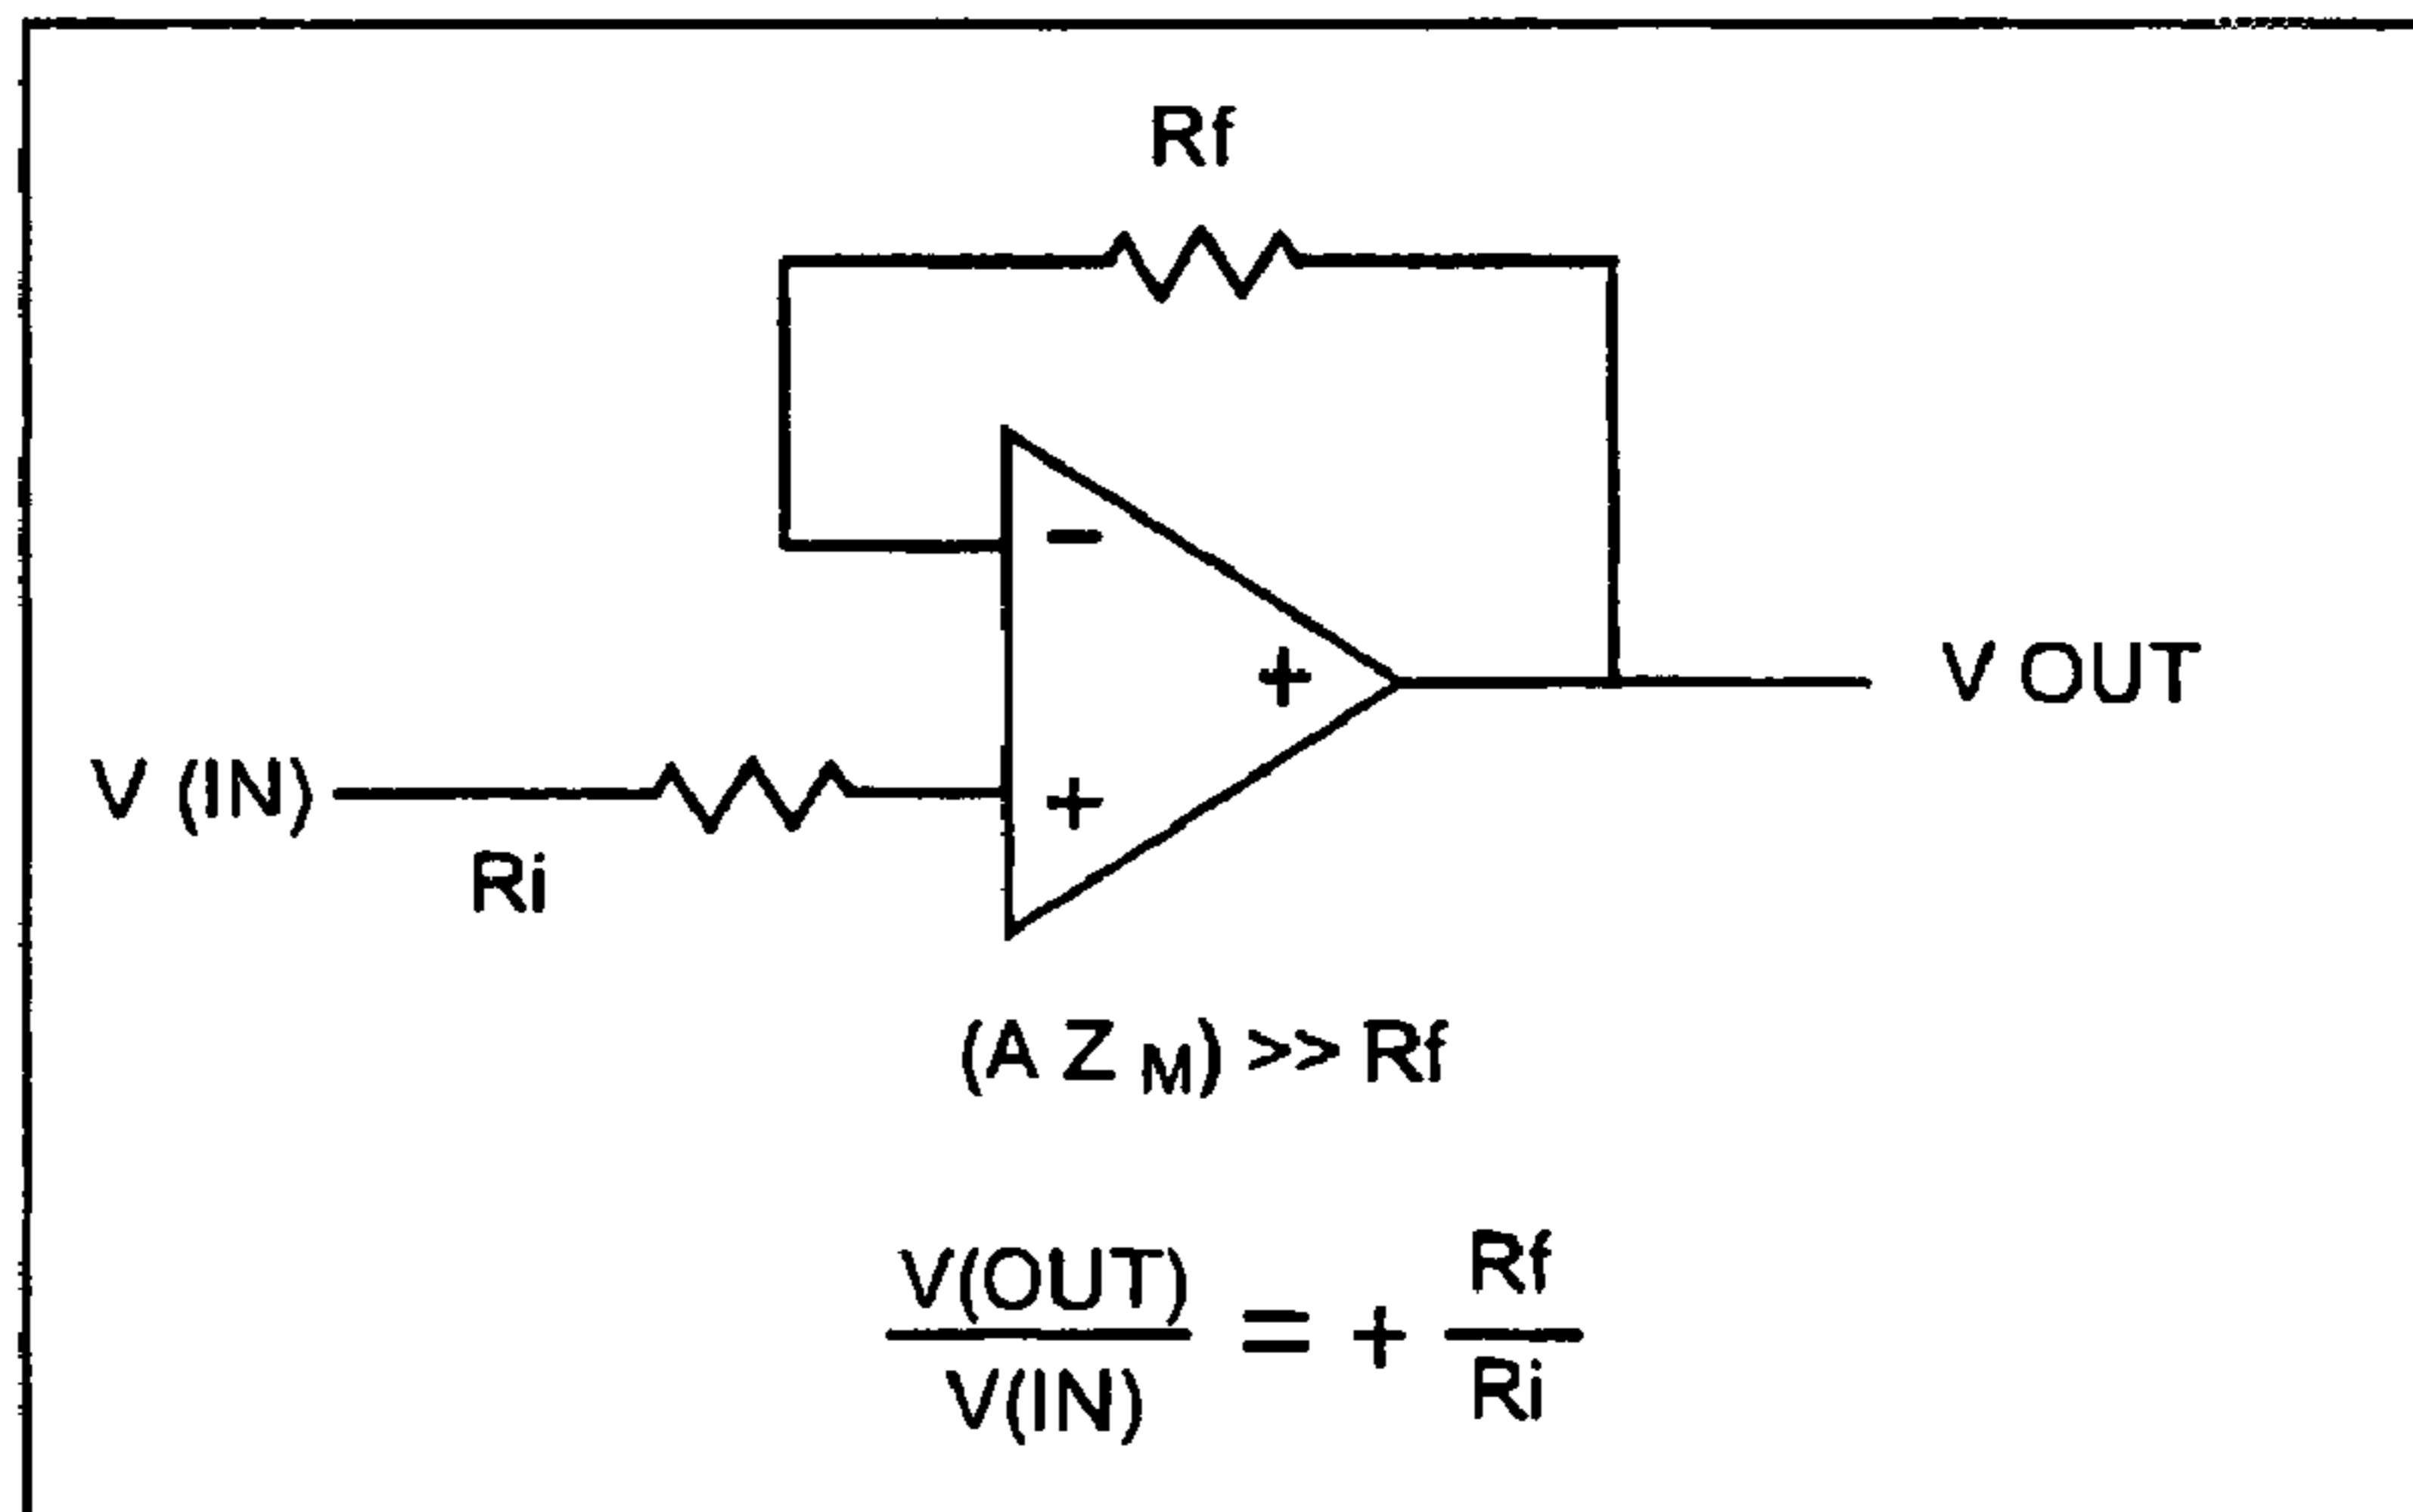 Rf
-
+
V OUT
V (IN)
+
Ri
(A Z M) >> Rf
V(OUT)
V(IN)
= +
Rf
Ri